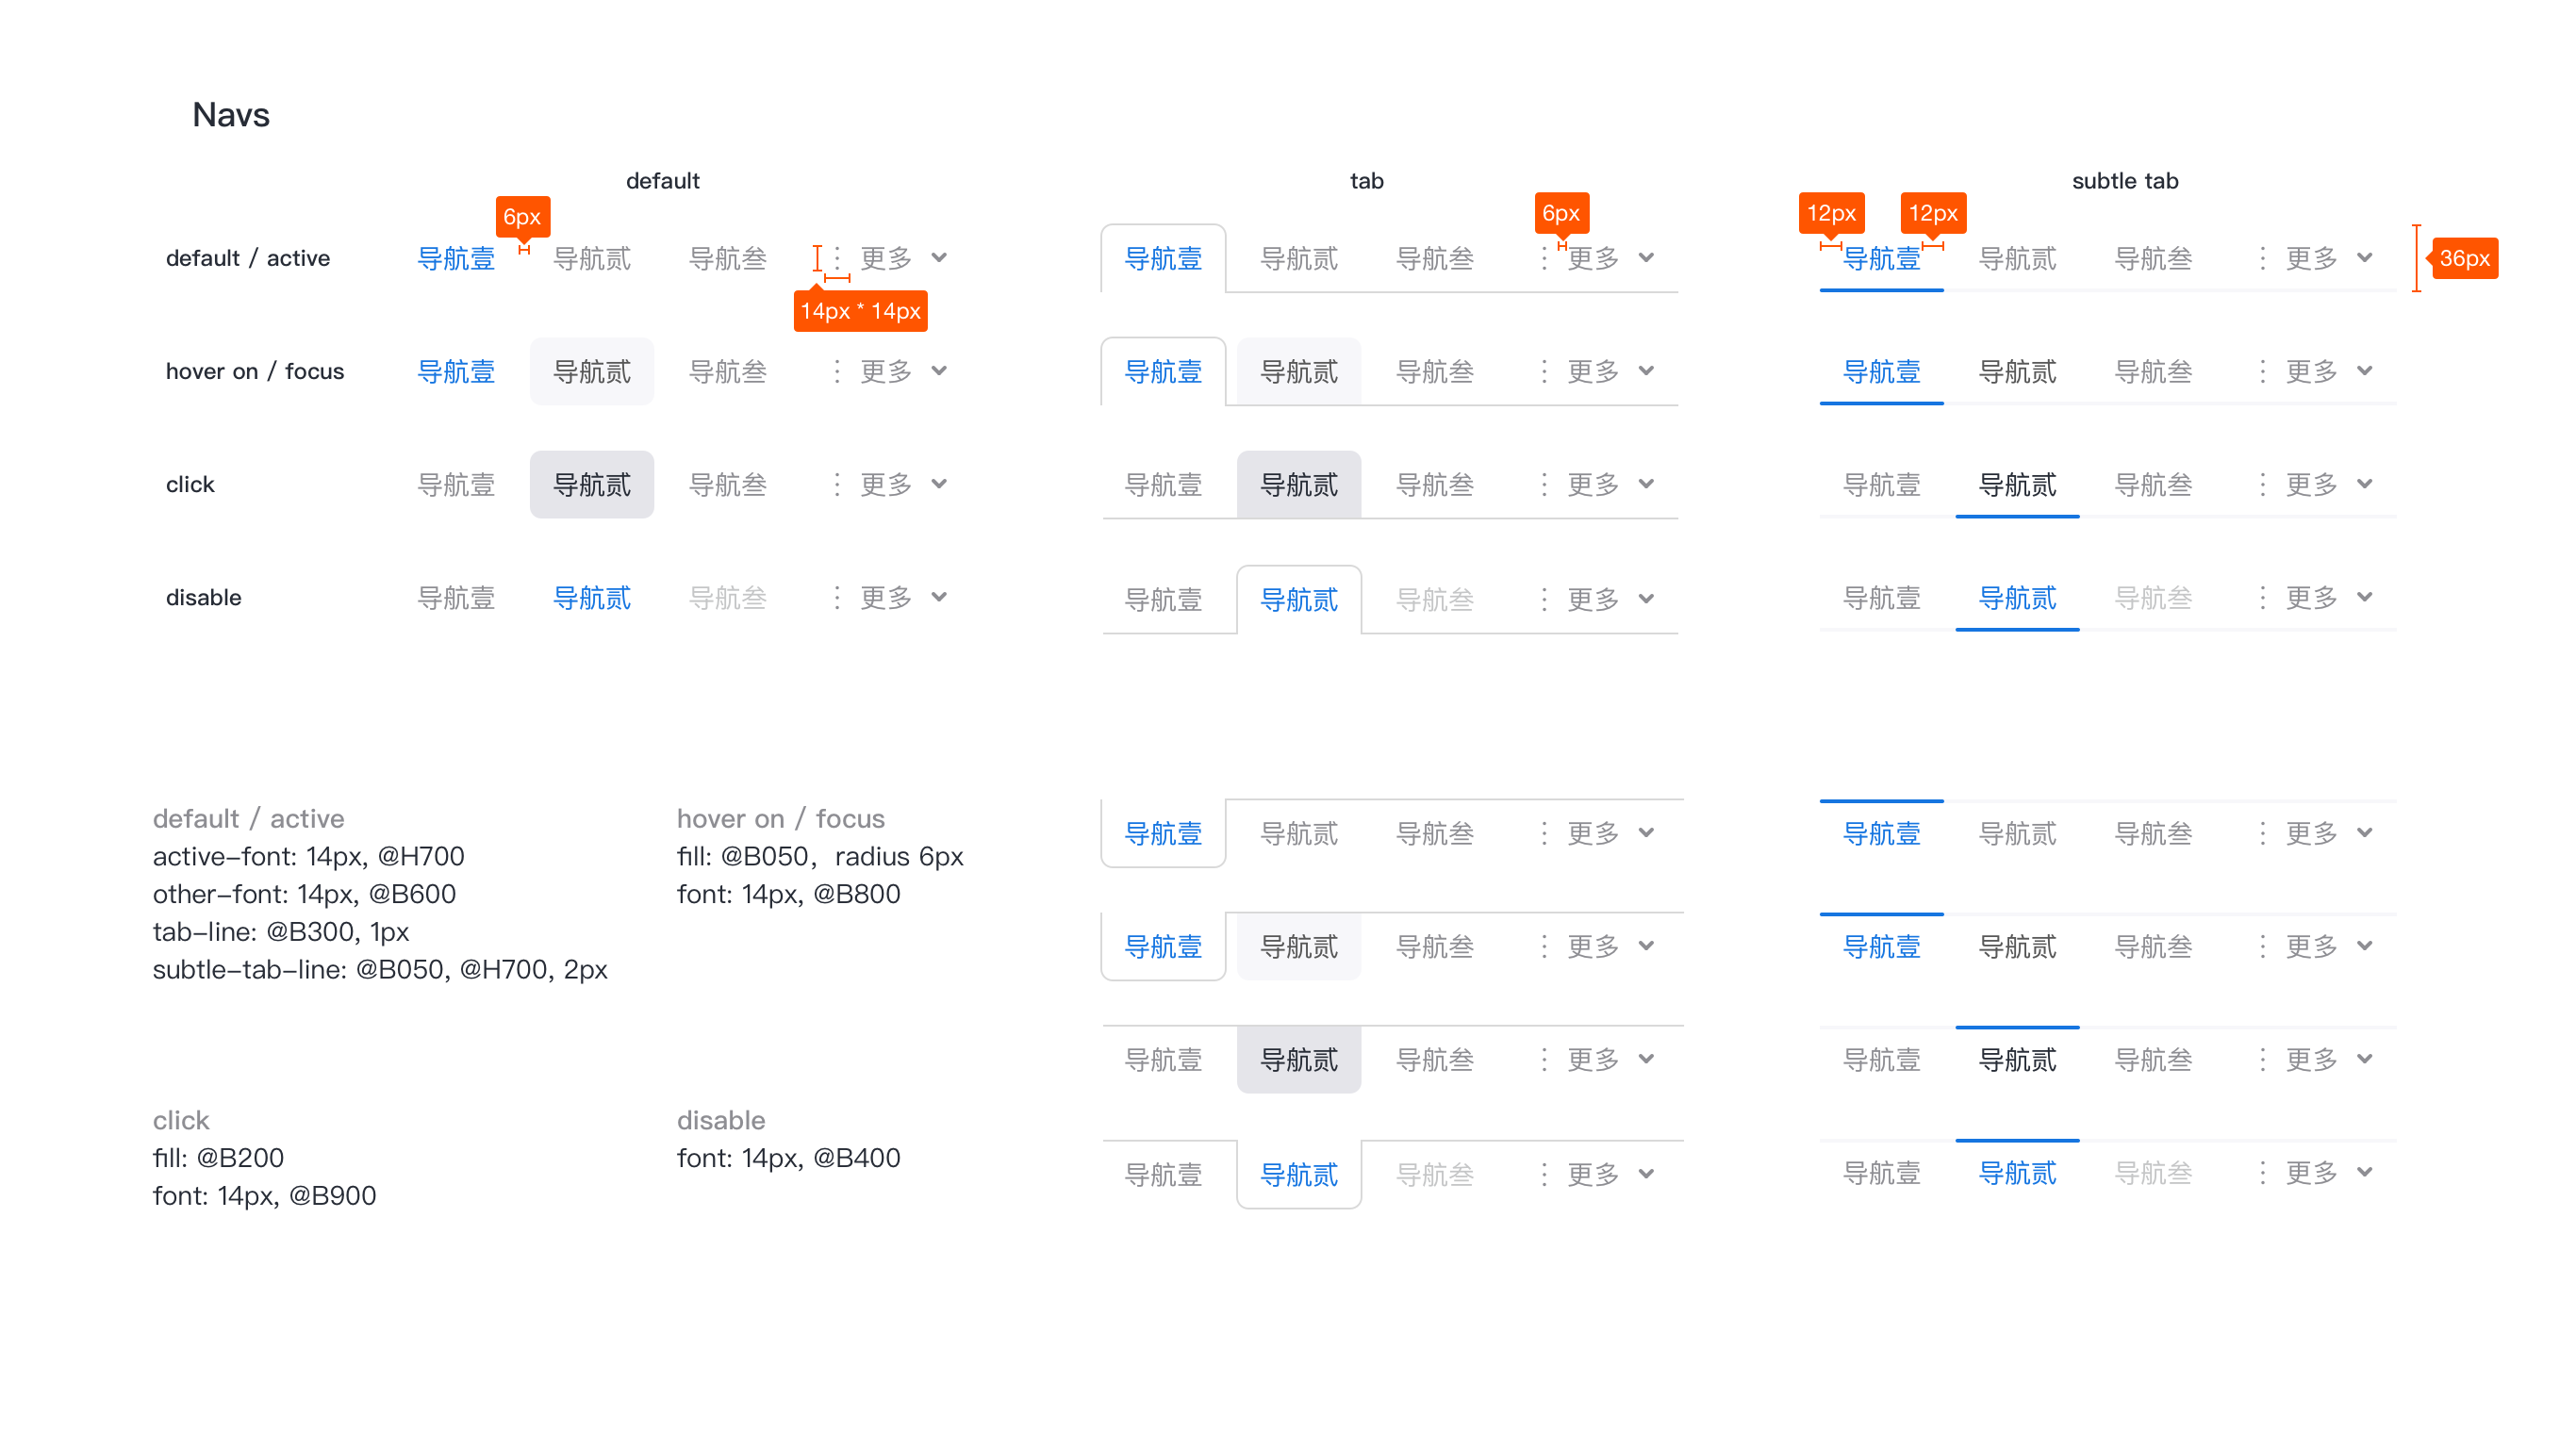 Navs
default
tab
subtle tab
6px
6px
12px
12px
default / active
导航壹 导航贰 导航叁 更多
导航壹 导航贰 导航叁 更多
导航壹 导航贰 导航叁 更多
36px
14px * 14px
hover on / focus
导航壹 导航贰 导航叁 更多
导航壹 导航贰 导航叁 更多
导航壹 导航贰 导航叁 更多
click
导航壹 导航贰 导航叁 更多
导航壹 导航贰 导航叁 更多
导航壹 导航贰 导航叁 更多
disable
导航壹 导航贰 导航叁 更多
导航壹 导航贰 导航叁 更多
导航壹 导航贰 导航叁 更多
default / active
active-font: 14px, @H700
other-font: 14px, @B600
tab-line: @B300, 1px
subtle-tab-line: @B050, @H700, 2px
hover on / focus
fill: @B050，radius 6px
font: 14px, @B800
click
fill: @B200
font: 14px, @B900
disable
font: 14px, @B400
导航壹 导航贰 导航叁 更多
导航壹 导航贰 导航叁 更多
导航壹 导航贰 导航叁 更多
导航壹 导航贰 导航叁 更多
导航壹 导航贰 导航叁 更多
导航壹 导航贰 导航叁 更多
导航壹 导航贰 导航叁 更多
导航壹 导航贰 导航叁 更多